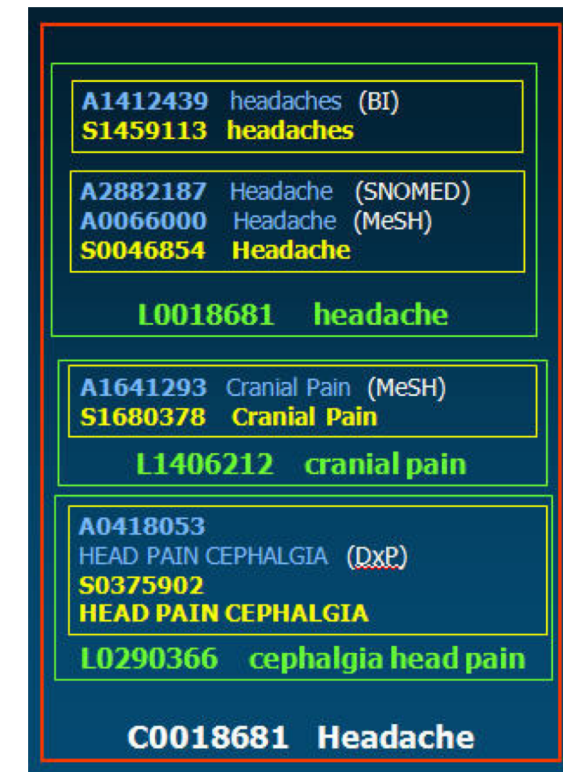 A1412439 headaches (BI)
S1459113 headaches
A2882187 Headache (SNOMED)
A0066000 Headache (MeSH)
S0046854 Headache
L0018681 headache
A1641293 Cranial Pain (MeSH)
S1680378 Cranial Pain
L1406212 cranial pain
A0418053
HEAD PAIN CEPHALGIA (DxP)
S0375902
HEAD PAIN CEPHALGIA
L0290366 cephalgia head pain
C0018681 Headache